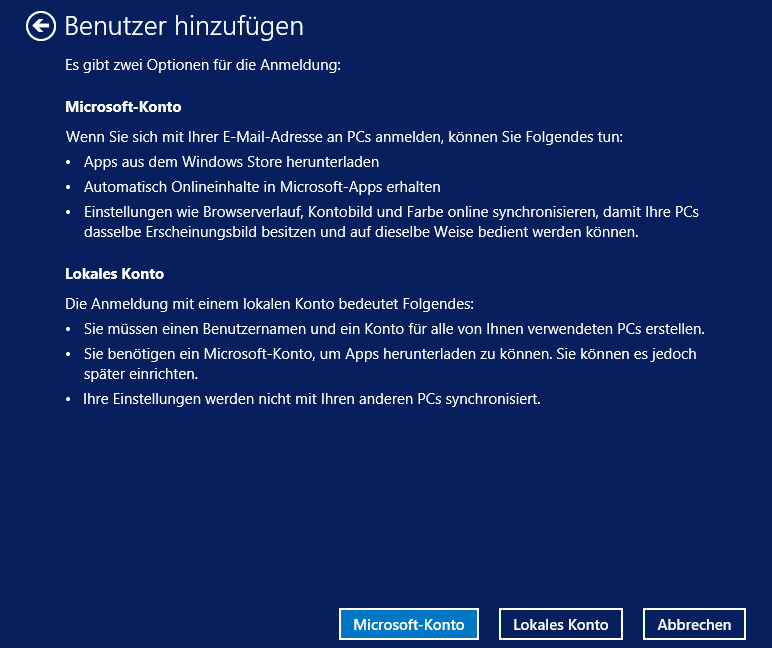 Benutzer hinzufügen
Es gibt zwei Optionen für die Anmeldung:
Microsoft-Konto
Wenn Sie sich mit Ihrer E-Mail-Adresse an PCs anmelden, können Sie Folgendes tun:
• Apps aus dem Windows Store herunterladen
• Automatisch Onlineinhalte in Microsoft-Apps erhalten
• Einstellungen wie Browserverlauf, Kontobild und Farbe online synchronisieren, damit Ihre PCs
dasselbe Erscheinungsbild besitzen und auf dieselbe Weise bedient werden können.
Lokales Konto
Die Anmeldung mit einem lokalen Konto bedeutet Folgendes:
• Sie müssen einen Benutzernamen und ein Konto für alle von Ihnen verwendeten PCs erstellen.
• Sie benötigen ein Microsoft-Konto, um Apps herunterladen zu können. Sie können es jedoch
später einrichten.
• Ihre Einstellungen werden nicht mit Ihren anderen PCs synchronisiert.
Microsoft-Konto Lokales Konto Abbrechen